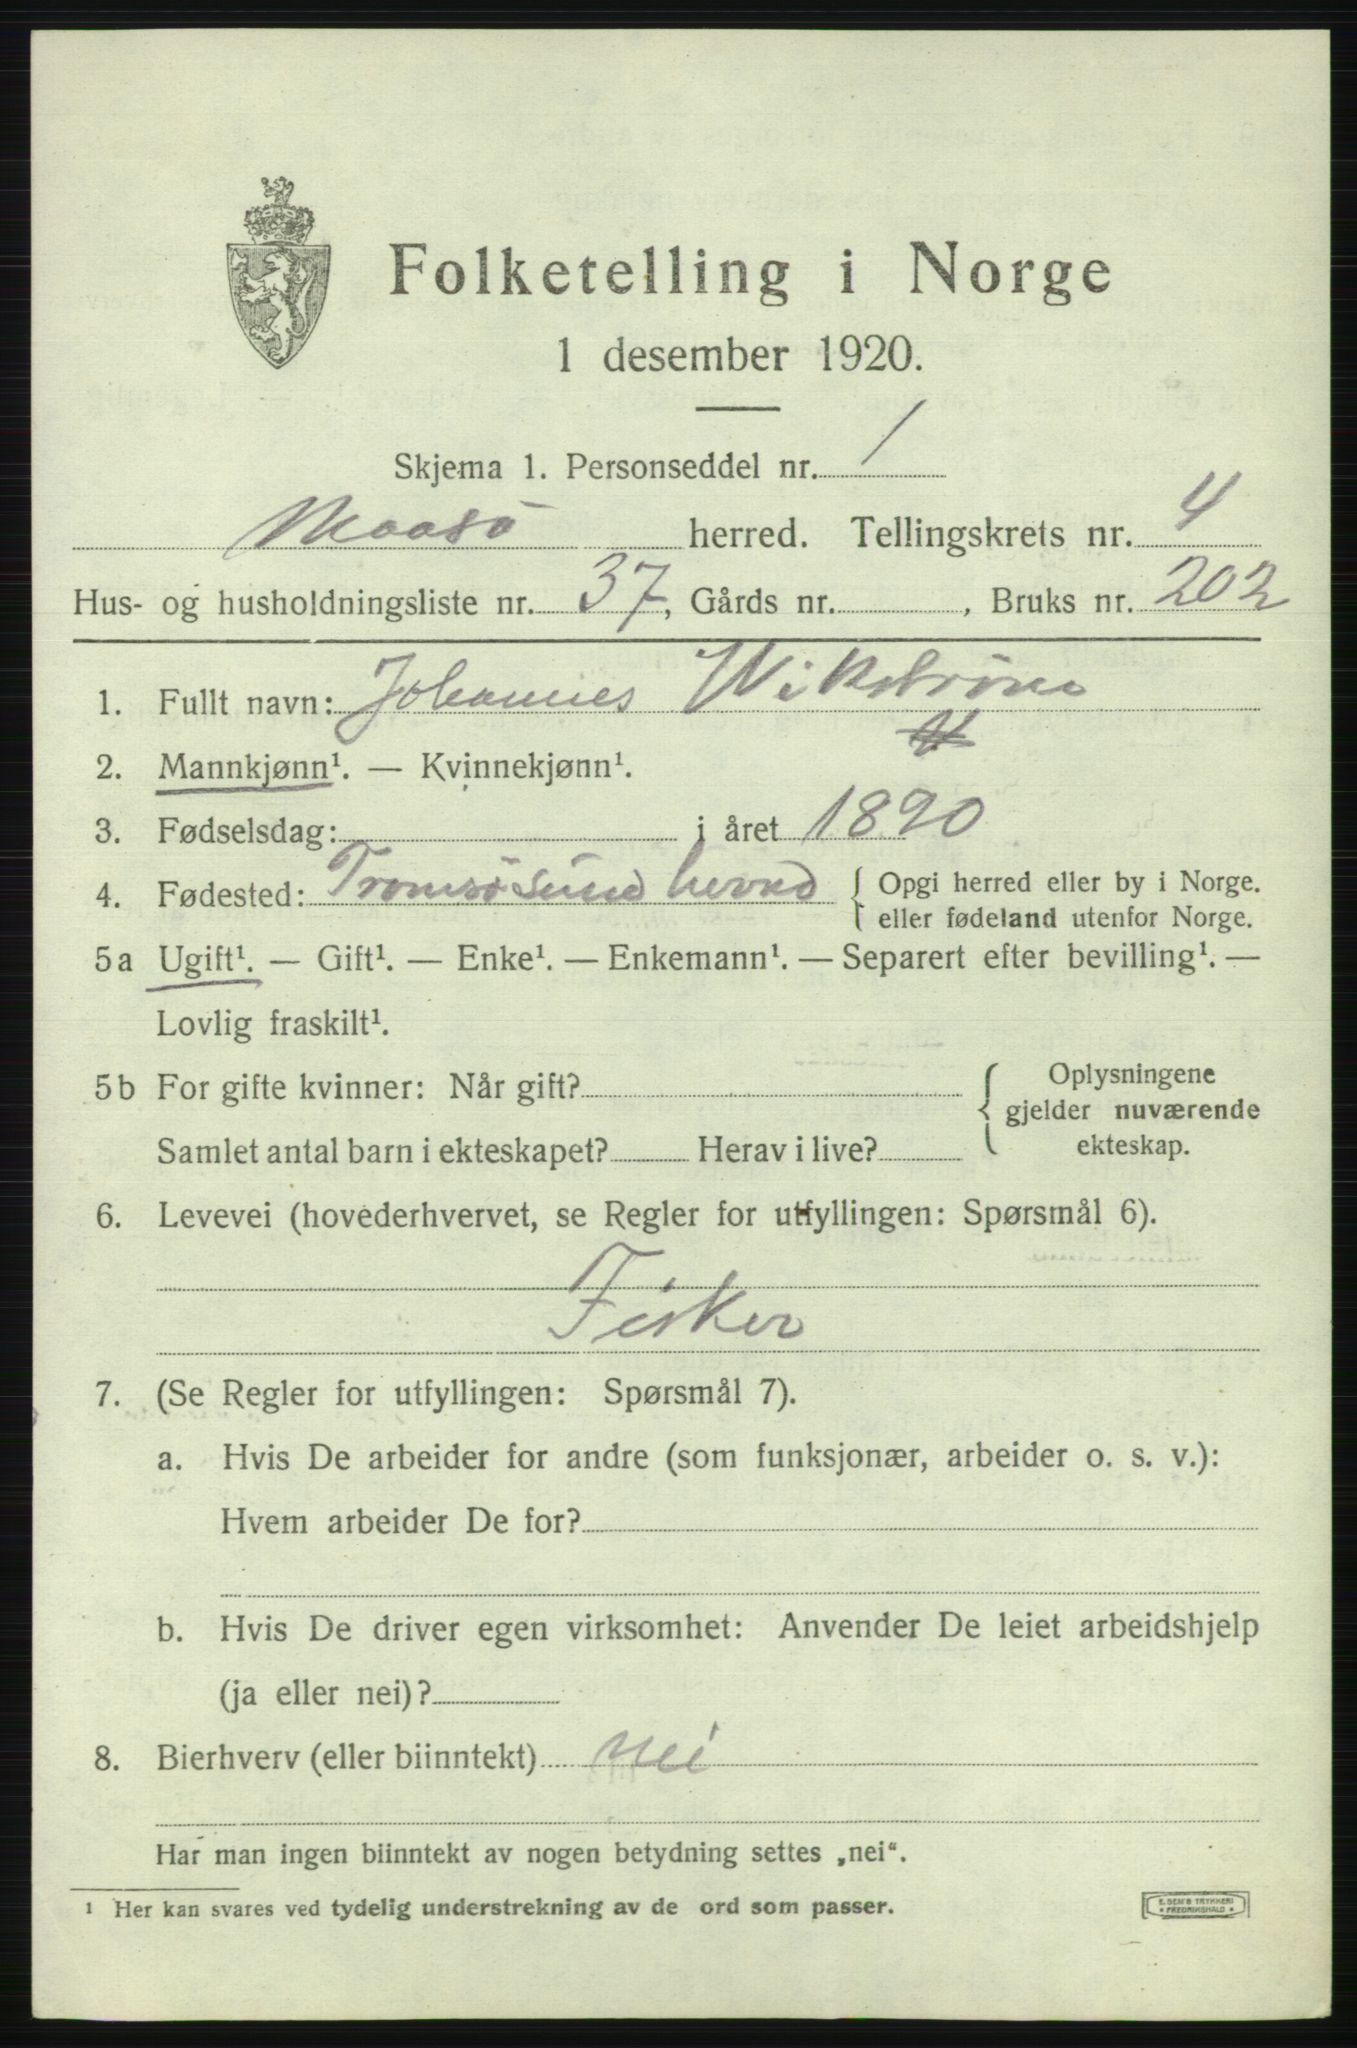 Folketelling i Norge
1 desember 1920.
Skjema 1. Personseddel nr. 1
Maasø herred. Tellingskrets nr. 4
Hus- og husholdningsliste nr. 37, Gårds nr. , Bruks nr. 202
1. Fullt navn: Johannes Wikstrøm
2. Mannkjønn¹. — Kvinnekjønn¹.
3. Fødselsdag: i året 1890
4. Fødested: Tromsøsund herred { Opgi herred eller by i Norge.
eller fødeland utenfor Norge.
5a Ugift¹. — Gift¹. — Enke¹. — Enkemann¹. — Separert efter bevilling¹. —
Lovlig fraskilt¹.
5b For gifte kvinner: Når gift? { Oplysningene
gjelder nuværende
Samlet antal barn i ekteskapet? Herav i live? ekteskap.
6. Levevei (hovederhvervet, se Regler for utfyllingen: Spørsmål 6).
Fisker
7. (Se Regler for utfyllingen: Spørsmål 7).
a. Hvis De arbeider for andre (som funksjonær, arbeider o. s. v.):
Hvem arbeider De for?
b. Hvis De driver egen virksomhet: Anvender De leiet arbeidshjelp
(ja eller nei)?
8. Bierhverv (eller biinntekt) nei
Har man ingen biinntekt av nogen betydning settes „nei“.
¹ Her kan svares ved tydelig understrekning av de ord som passer.
E. SEM'S TRYKKERI
* FREDRIKSHALD *